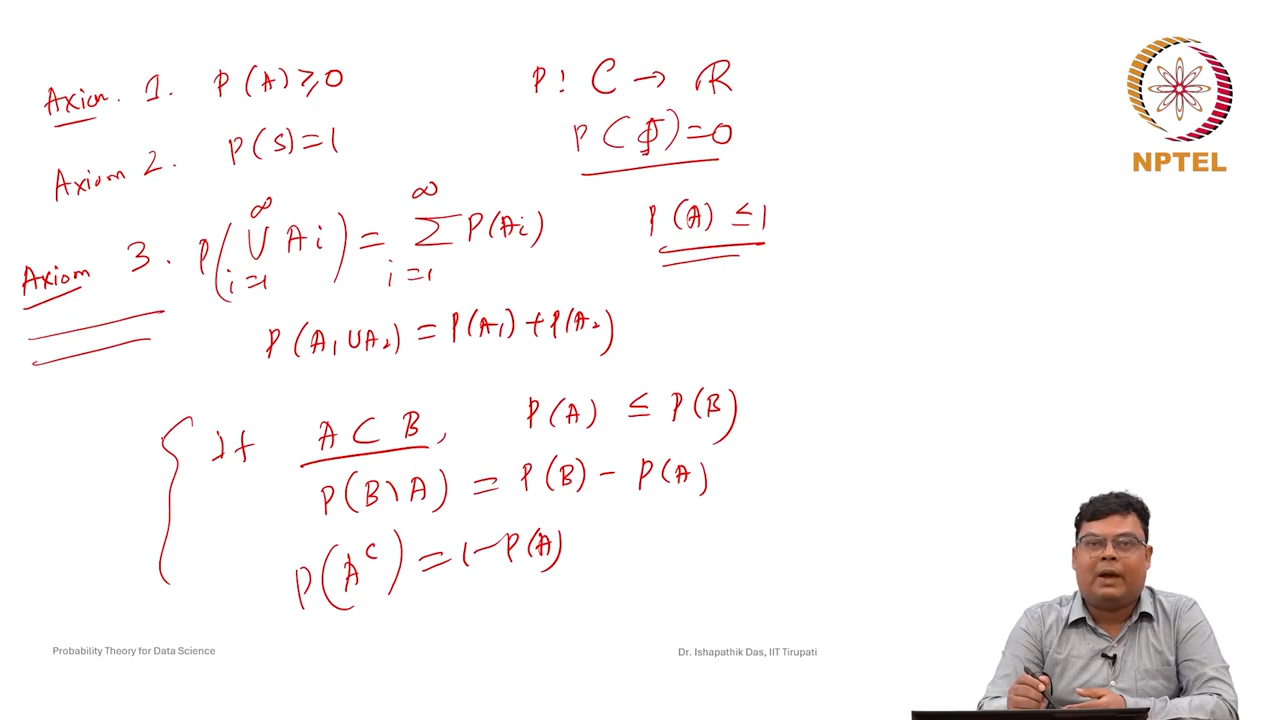 Axiom. 1. P(A) ≥ 0
P: C → R
Axiom 2. P(S) = 1
P(Φ) = 0
Axiom 3. P(∞∪i=1 Ai) = ∞∑i=1 P(Ai)
P(A) ≤ 1
P(A1 ∪ A2) = P(A1) + P(A2)
if A ⊂ B, P(A) ≤ P(B)
P(B \ A) = P(B) − P(A)
P(A^c) = 1 − P(A)
NPTEL
Probability Theory for Data Science
Dr. Ishapathik Das, IIT Tirupati